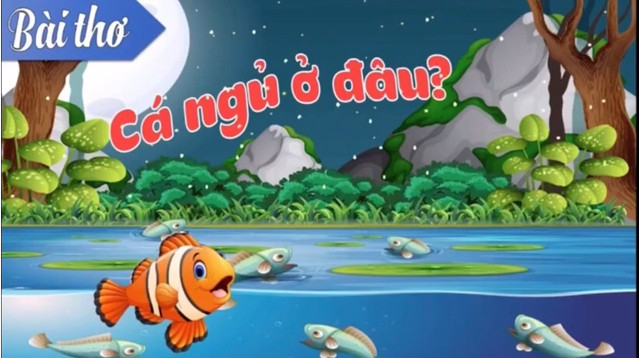 Bài thơ
Cá ngủ ở đâu?